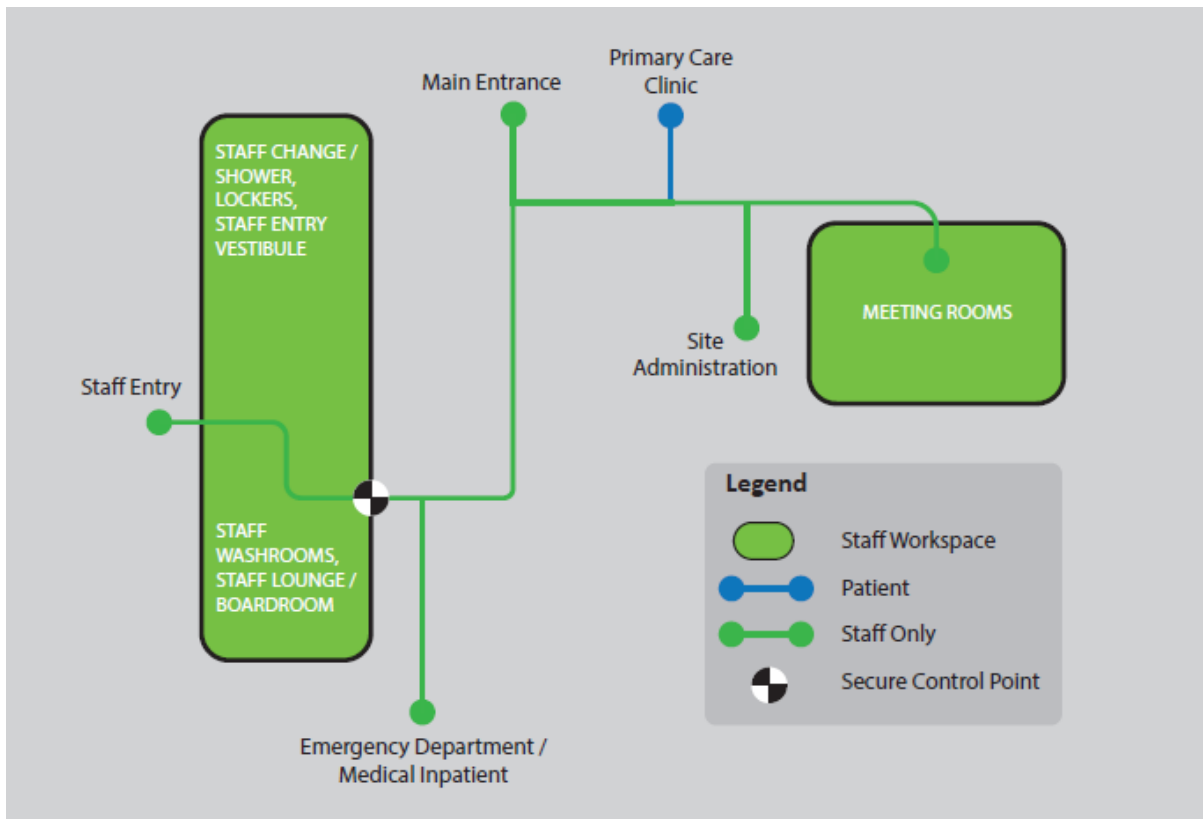 Main Entrance
Primary Care
Clinic
STAFF CHANGE /
SHOWER,
LOCKERS,
STAFF ENTRY
VESTIBULE
MEETING ROOMS
Site
Administration
Staff Entry
STAFF
WASHROOMS,
STAFF LOUNGE /
BOARDROOM
Emergency Department /
Medical Inpatient
Legend
Staff Workspace
Patient
Staff Only
Secure Control Point